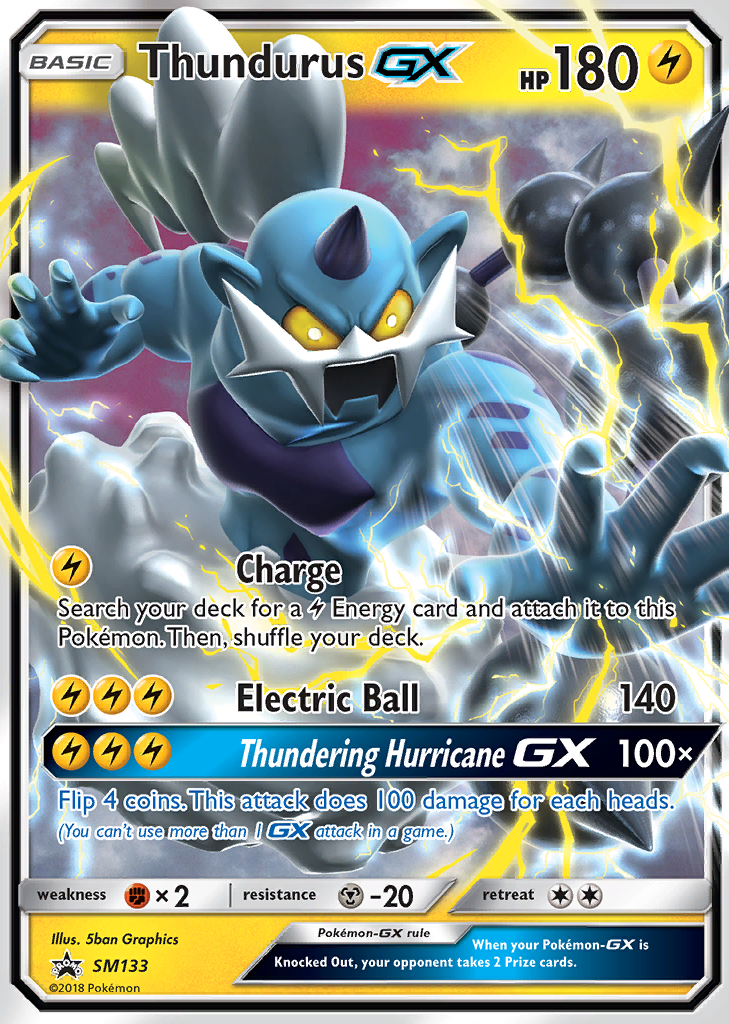 BASIC Thundurus GX HP 180
Charge
Search your deck for a Energy card and attach it to this
Pokémon. Then, shuffle your deck.
Electric Ball 140
Thundering Hurricane GX 100×
Flip 4 coins. This attack does 100 damage for each heads.
(You can't use more than 1 GX attack in a game.)
weakness × 2 resistance -20 retreat
Illus. 5ban Graphics
PROMO SM133
©2018 Pokémon
Pokémon-GX rule
When your Pokémon-GX is
Knocked Out, your opponent takes 2 Prize cards.